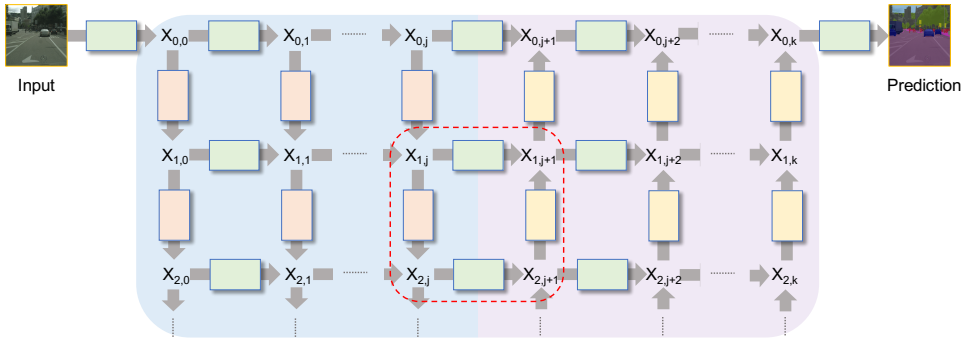 X0,0 X0,1 X0,j X0,j+1 X0,j+2 X0,k
Input Prediction
X1,0 X1,1 X1,j X1,j+1 X1,j+2 X1,k
X2,0 X2,1 X2,j X2,j+1 X2,j+2 X2,k